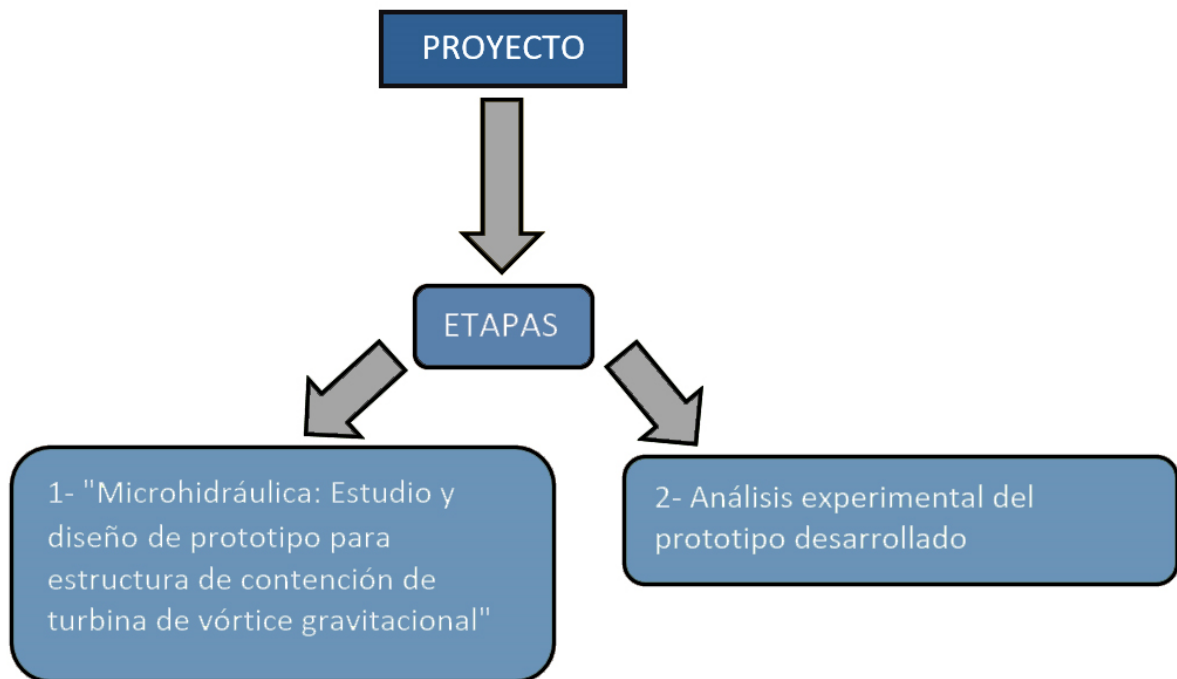 PROYECTO
ETAPAS
1- "Microhidráulica: Estudio y
diseño de prototipo para
estructura de contención de
turbina de vórtice gravitacional"
2- Análisis experimental del
prototipo desarrollado